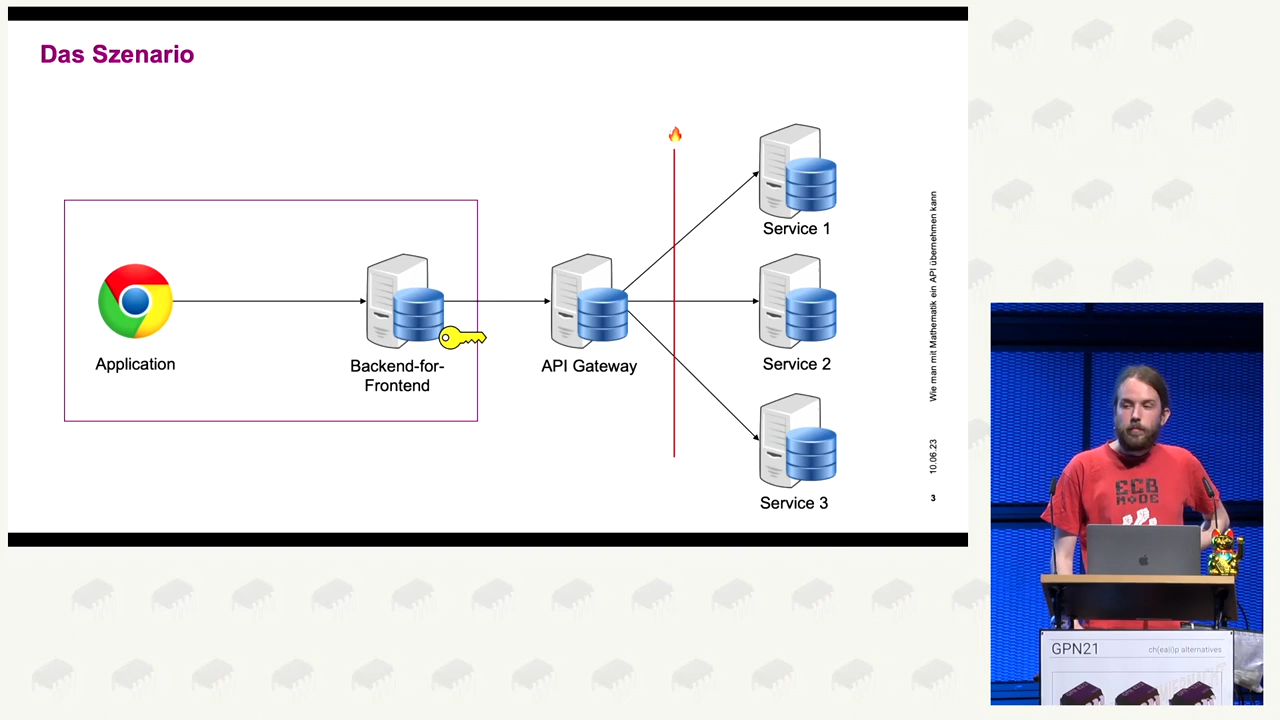 Das Szenario
Service 1
Application
Backend-for-
Frontend
API Gateway
Service 2
Service 3
Wie man mit Mathematik ein API übernehmen kann
10.06.23
3
ECB
MODE
GPN21
ch(ea(i)p alternatives